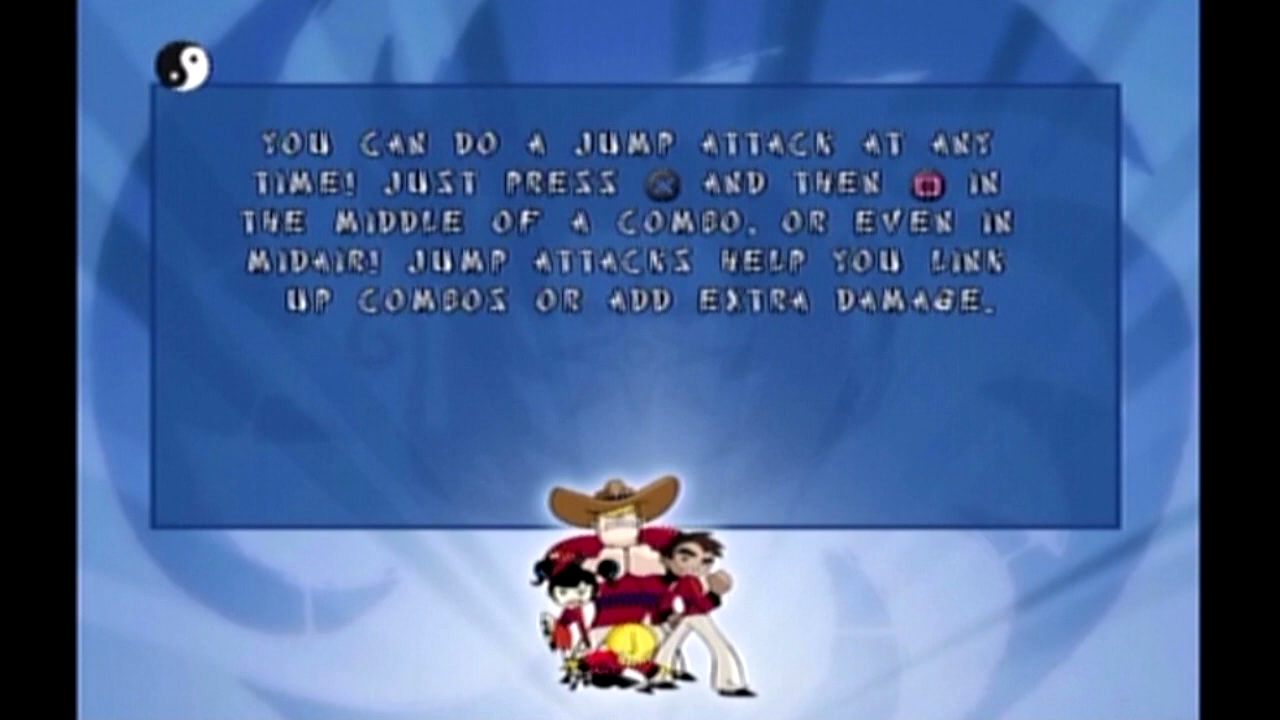 YOU CAN DO A JUMP ATTACK AT ANY
TIME! JUST PRESS AND THEN IN
THE MIDDLE OF A COMBO, OR EVEN IN
MIDAIR! JUMP ATTACKS HELP YOU LINK
UP COMBOS OR ADD EXTRA DAMAGE.